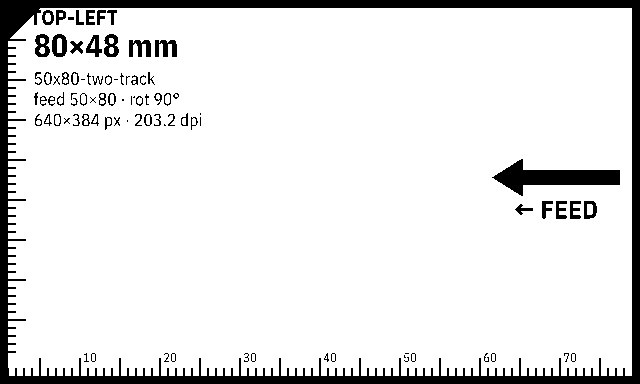 TOP-LEFT
80×48 mm
50x80-two-track
feed 50×80 · rot 90°
640×384 px · 203.2 dpi
← FEED
10 20 30 40 50 60 70